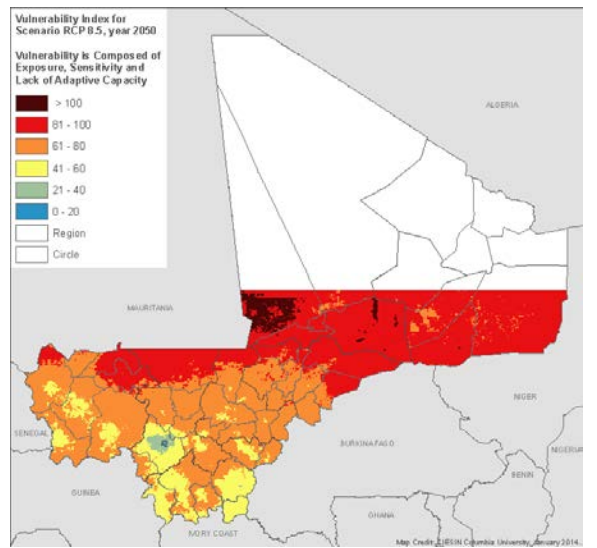 Vulnerability Index for
Scenario RCP 8.5, year 2050
Vulnerability is Composed of
Exposure, Sensitivity and
Lack of Adaptive Capacity
> 100
81 - 100
61 - 80
41 - 60
21 - 40
0 - 20
Region
Circle
ALGERIA
MAURITANIA
NIGER
SENEGAL
BURKINA FASO
NIGERIA
BENIN
GUINEA
GHANA
IVORY COAST
Map Credit: CIESIN Columbia University, January 2014.